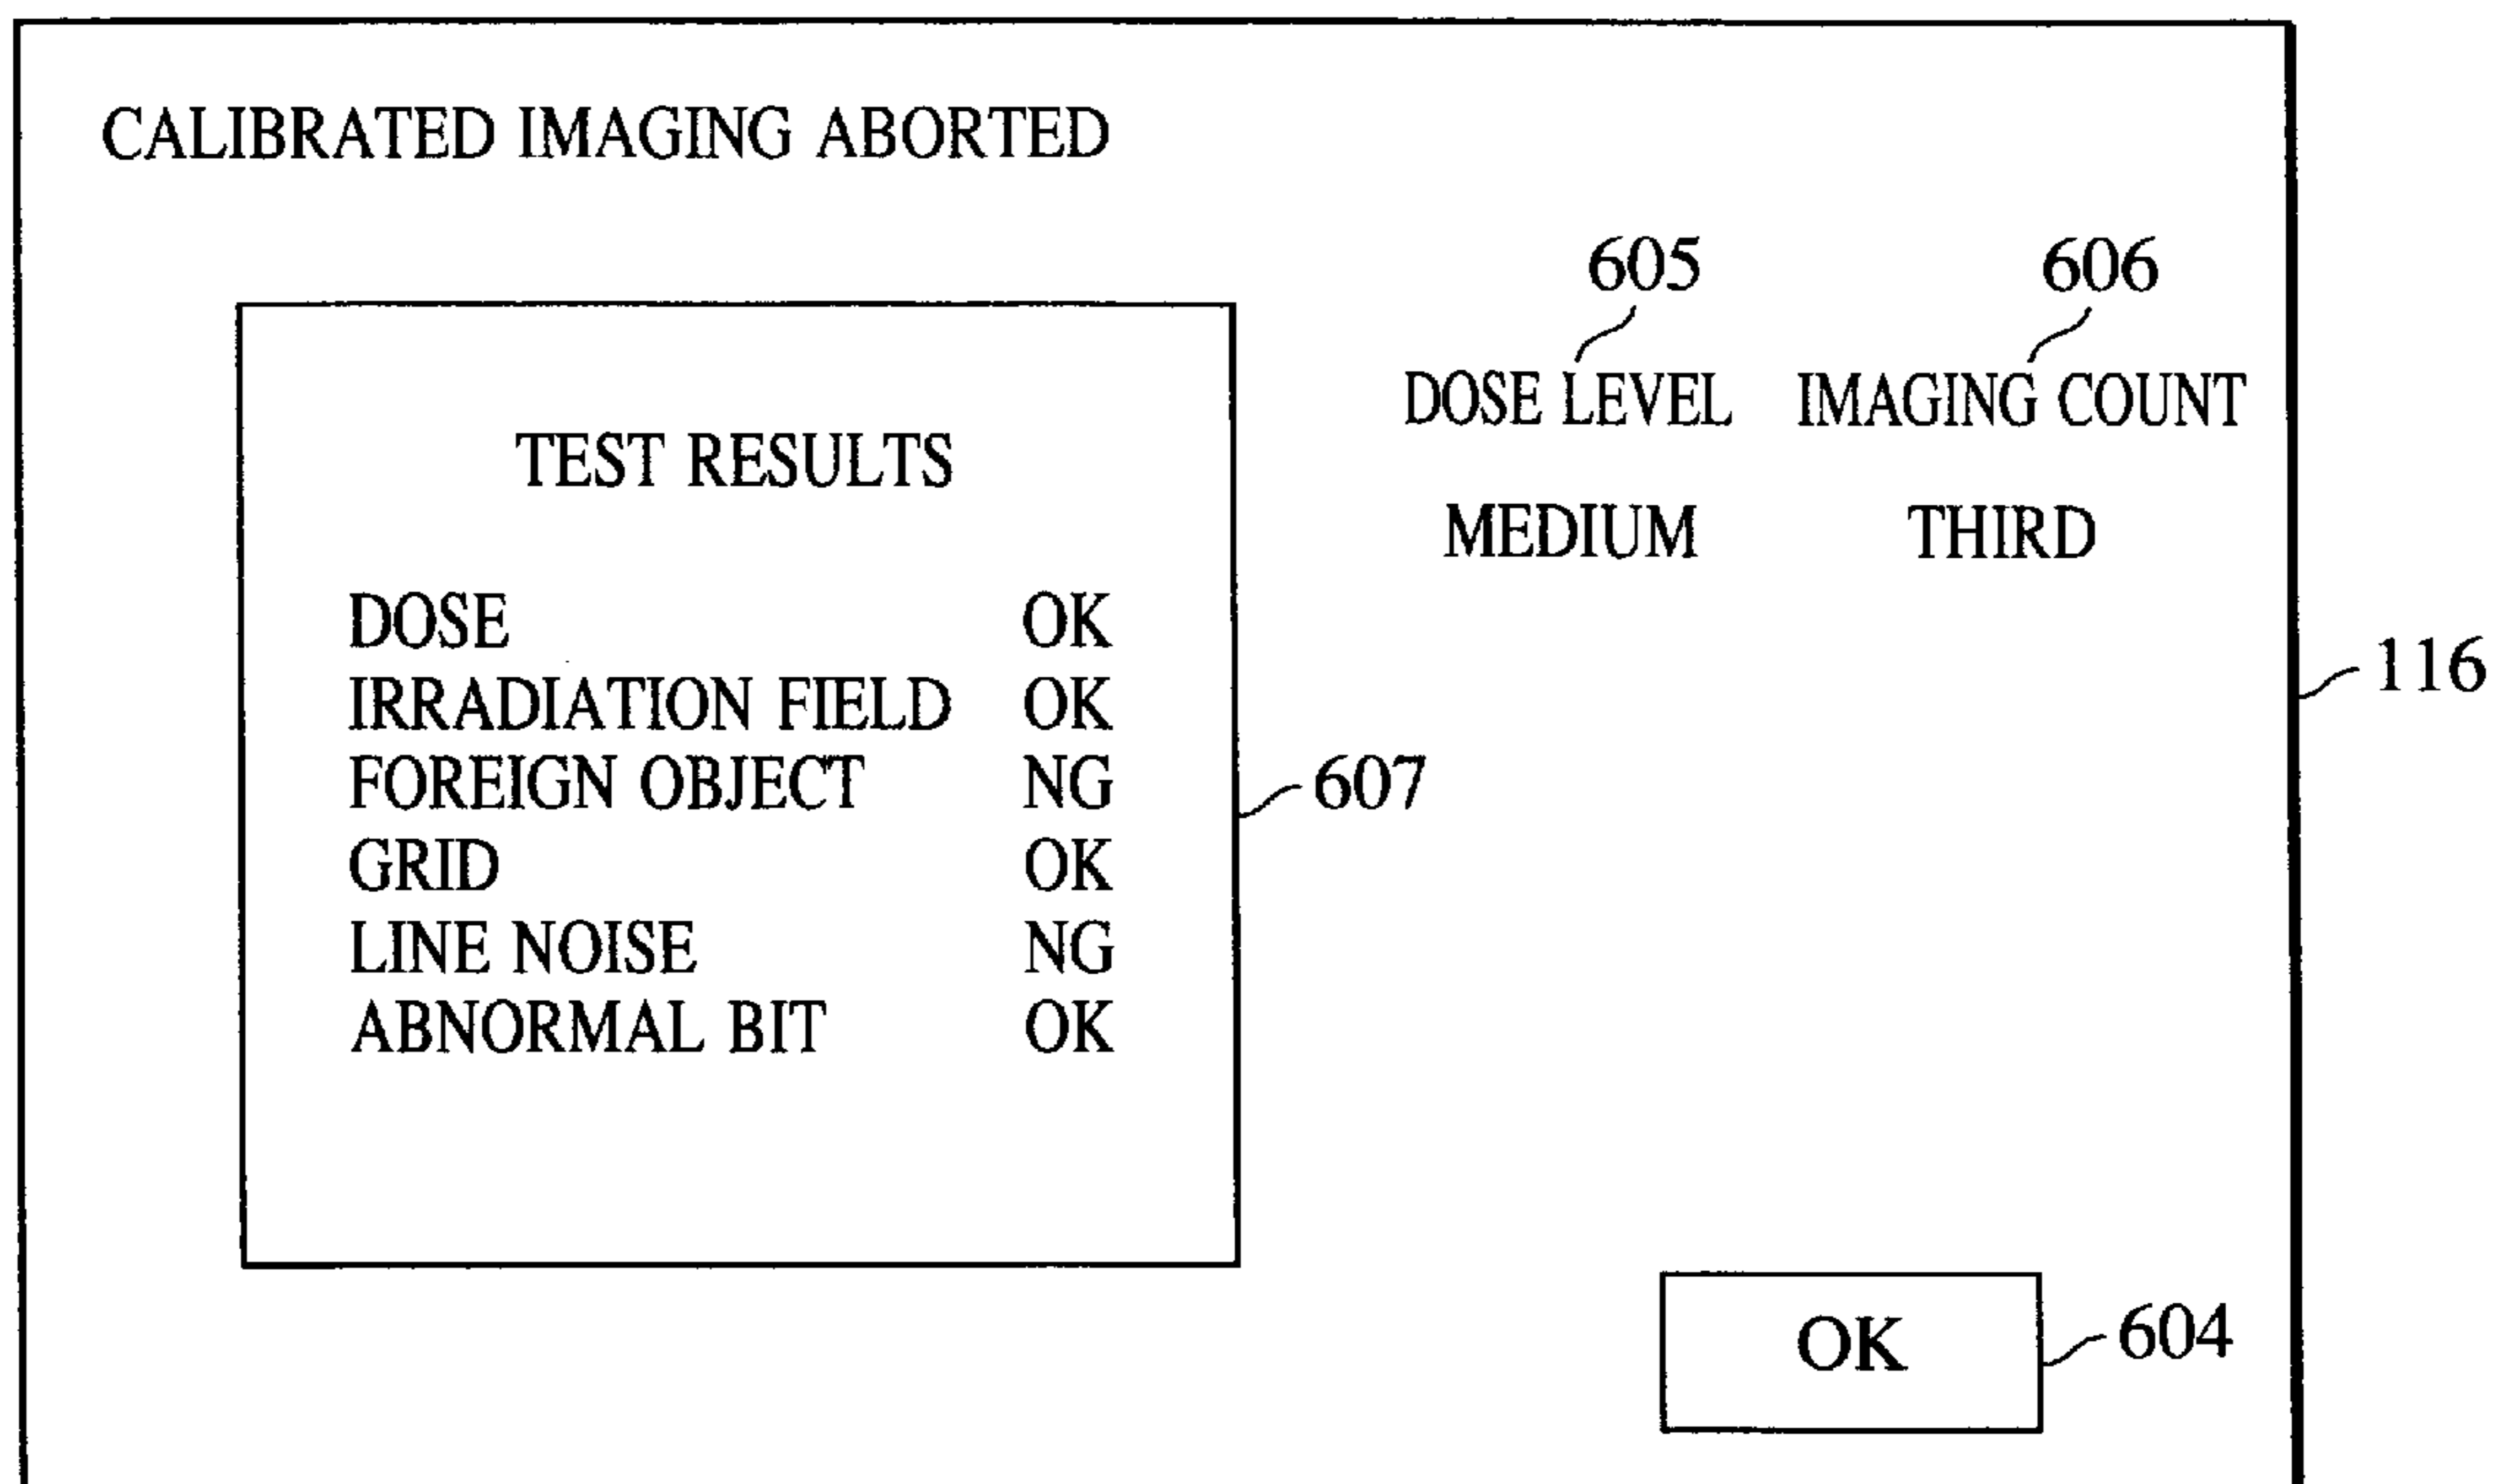 CALIBRATED IMAGING ABORTED
605 606
DOSE LEVEL IMAGING COUNT
MEDIUM THIRD
TEST RESULTS
DOSE OK
IRRADIATION FIELD OK
FOREIGN OBJECT NG
GRID OK
LINE NOISE NG
ABNORMAL BIT OK
607
116
OK
604